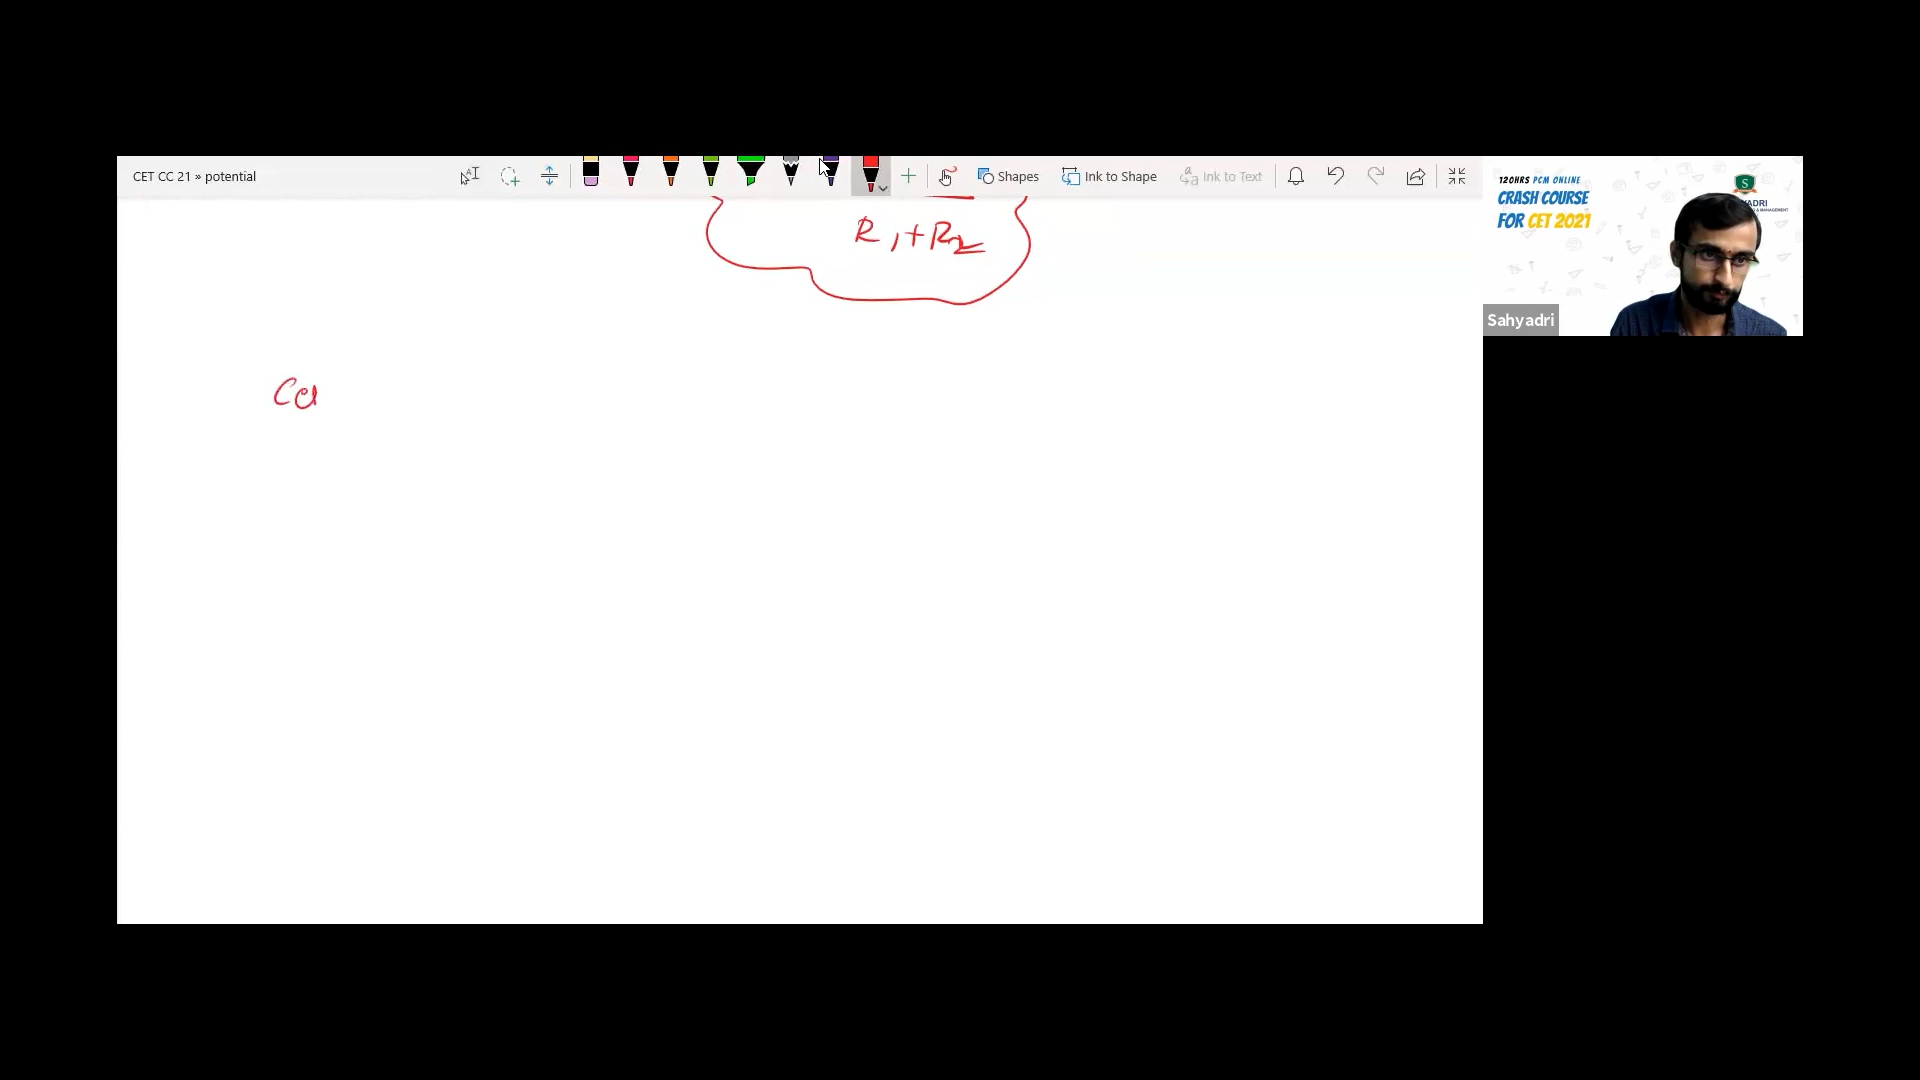 CET CC 21 » potential
Shapes
Ink to Shape
Ink to Text
R1+R2
Ca
120HRS PCM ONLINE
CRASH COURSE
FOR CET 2021
S
Sahyadri